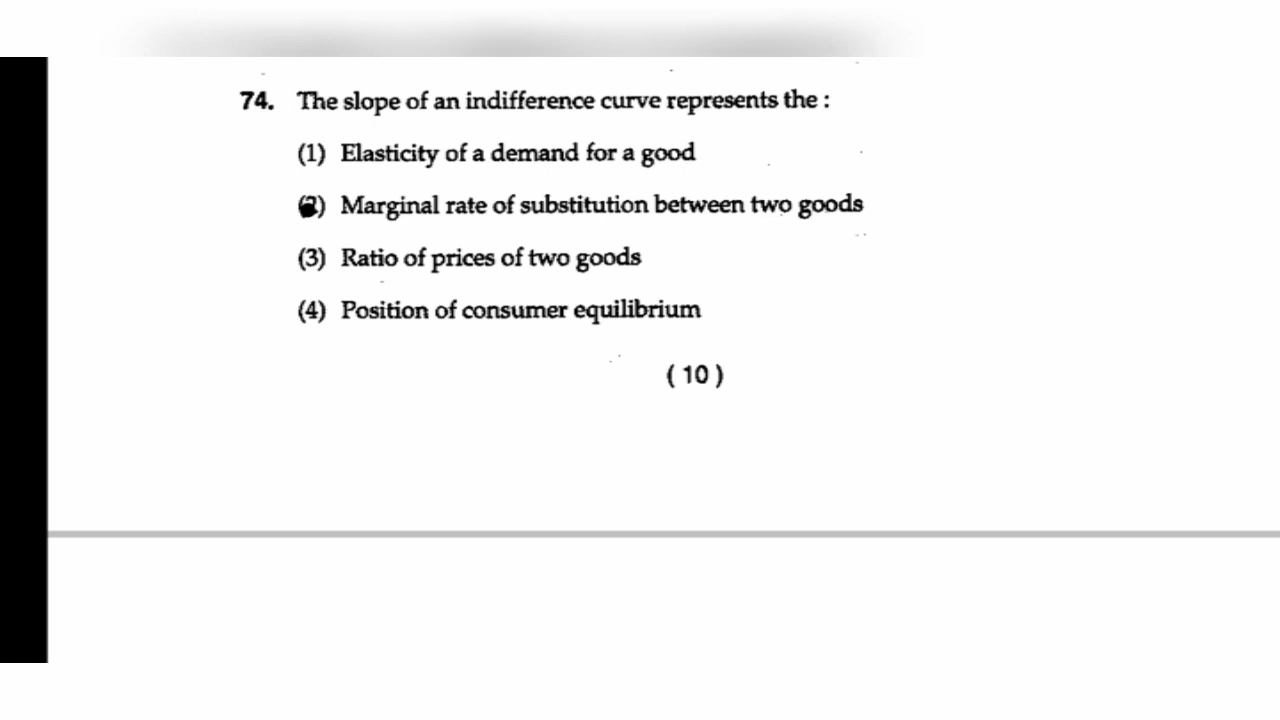 74. The slope of an indifference curve represents the :
(1) Elasticity of a demand for a good
(2) Marginal rate of substitution between two goods
(3) Ratio of prices of two goods
(4) Position of consumer equilibrium
( 10 )